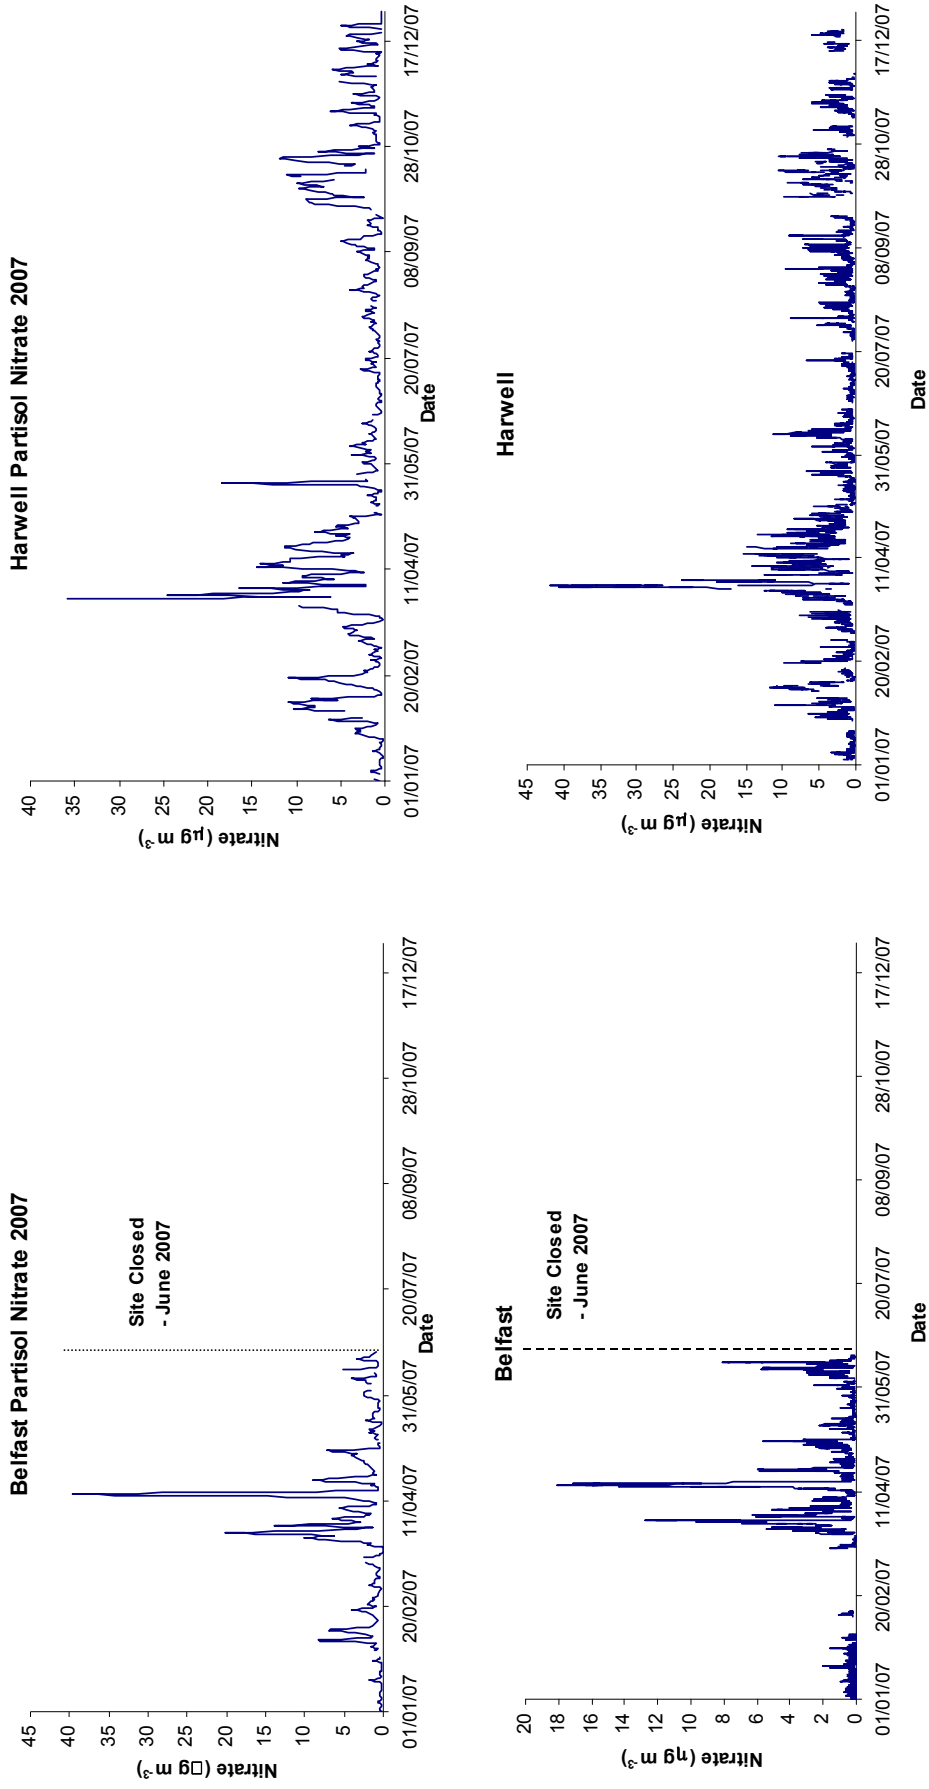 Belfast Partisol Nitrate 2007
45
40
35
30
25
20
15
10
5
0
Nitrate (□g m⁻³)
Site Closed
- June 2007
01/01/07 20/02/07 11/04/07 31/05/07 20/07/07 08/09/07 28/10/07 17/12/07
Date
Harwell Partisol Nitrate 2007
40
35
30
25
20
15
10
5
0
Nitrate (μg m⁻³)
01/01/07 20/02/07 11/04/07 31/05/07 20/07/07 08/09/07 28/10/07 17/12/07
Date
Belfast
20
18
16
14
12
10
8
6
4
2
0
Nitrate (ηg m⁻³)
Site Closed
- June 2007
01/01/07 20/02/07 11/04/07 31/05/07 20/07/07 08/09/07 28/10/07 17/12/07
Date
Harwell
45
40
35
30
25
20
15
10
5
0
Nitrate (μg m⁻³)
01/01/07 20/02/07 11/04/07 31/05/07 20/07/07 08/09/07 28/10/07 17/12/07
Date